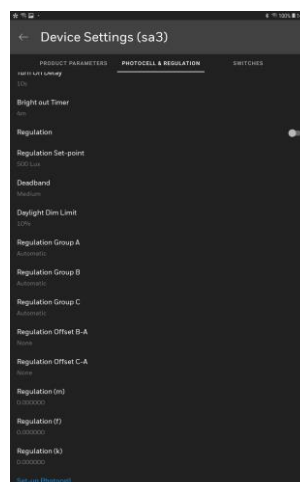 100%
Device Settings (sa3)
PRODUCT PARAMETERS PHOTOCELL & REGULATION SWITCHES
Turn Off Delay
10s
Bright out Timer
Regulation
Regulation Set-point
500 Lux
Deadband
Medium
Daylight Dim Limit
10%
Regulation Group A
Automatic
Regulation Group B
Automatic
Regulation Group C
Automatic
Regulation Offset B-A
None
Regulation Offset C-A
None
Regulation (m)
0.000000
Regulation (f)
0.000000
Regulation (k)
0.000000